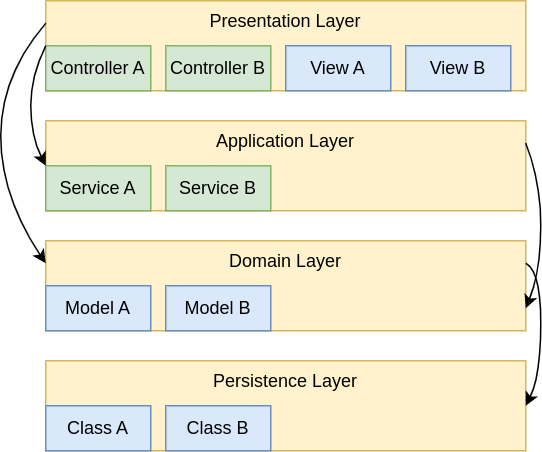 Presentation Layer
Controller A
Controller B
View A
View B
Application Layer
Service A
Service B
Domain Layer
Model A
Model B
Persistence Layer
Class A
Class B